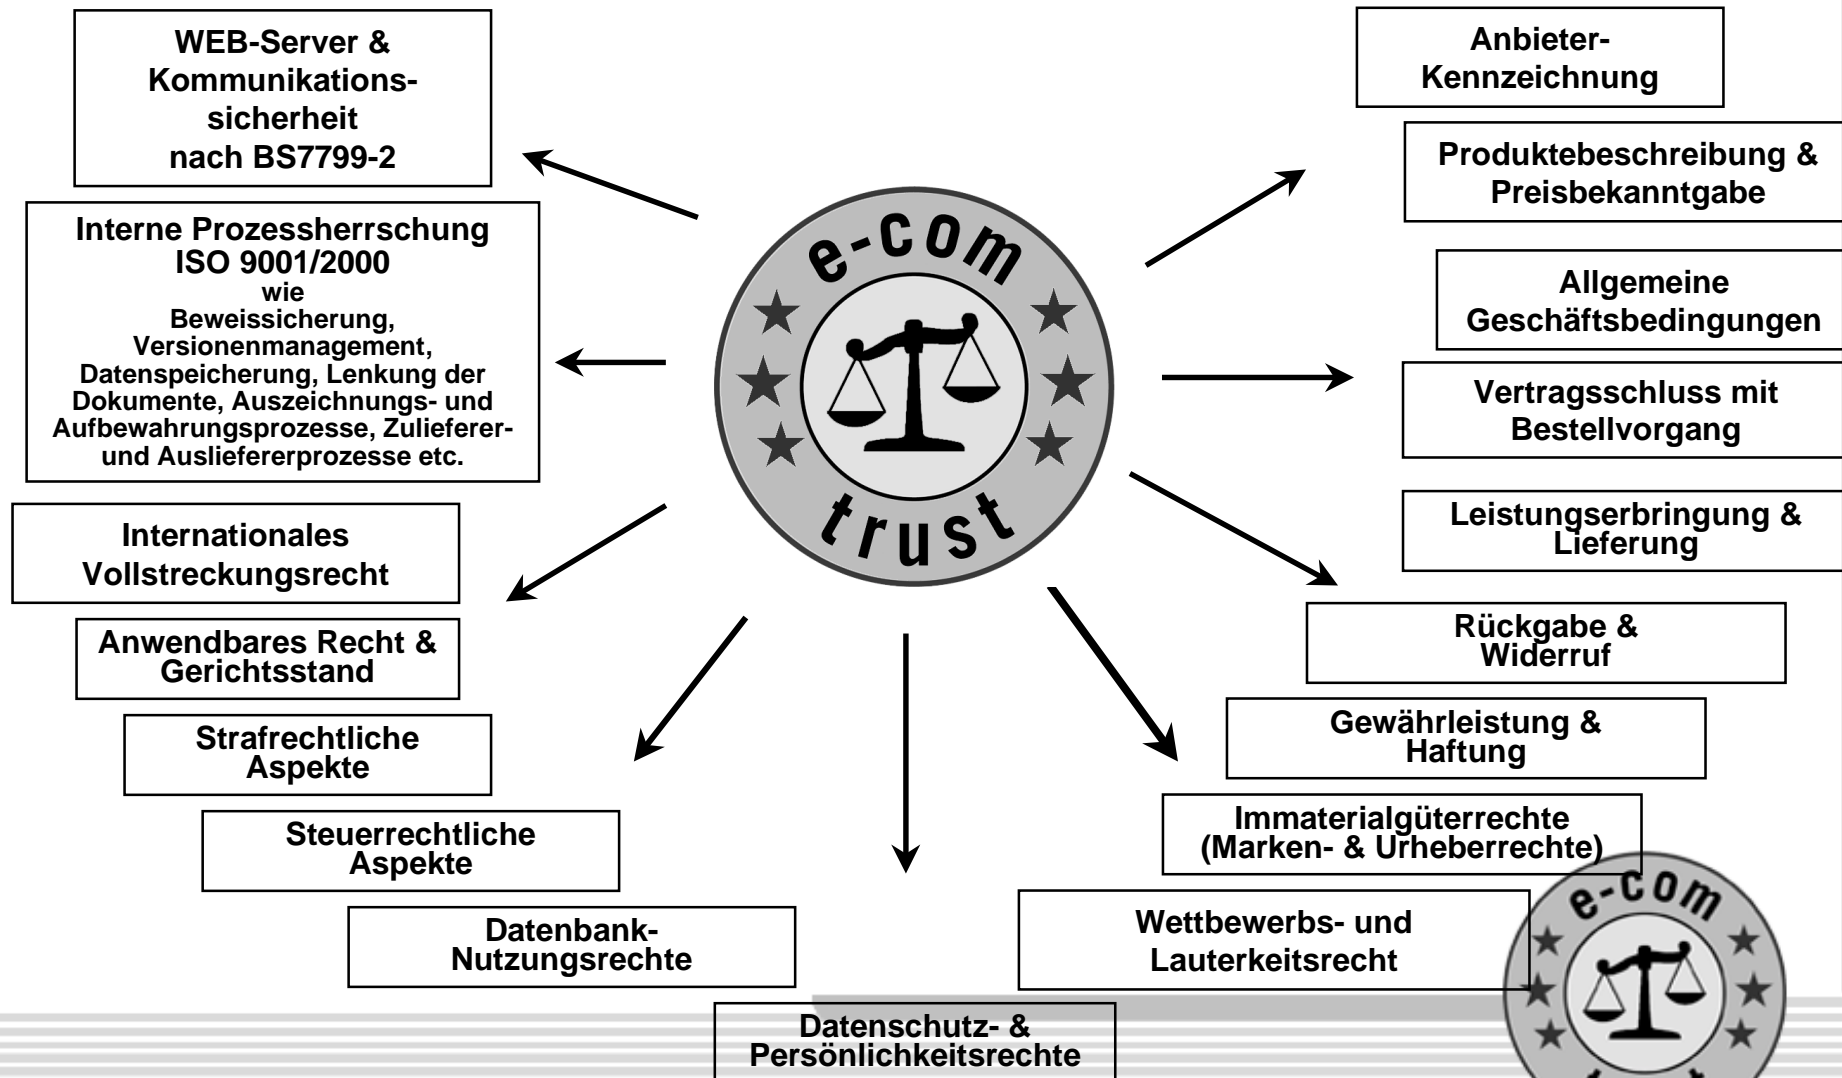 WEB-Server &
Kommunikations-
sicherheit
nach BS7799-2
Interne Prozessherrschung
ISO 9001/2000
wie
Beweissicherung,
Versionenmanagement,
Datenspeicherung, Lenkung der
Dokumente, Auszeichnungs- und
Aufbewahrungsprozesse, Zulieferer-
und Ausliefererprozesse etc.
Internationales
Vollstreckungsrecht
Anwendbares Recht &
Gerichtsstand
Strafrechtliche
Aspekte
Steuerrechtliche
Aspekte
Datenbank-
Nutzungsrechte
Datenschutz- &
Persönlichkeitsrechte
e-com
trust
Anbieter-
Kennzeichnung
Produktebeschreibung &
Preisbekanntgabe
Allgemeine
Geschäftsbedingungen
Vertragsschluss mit
Bestellvorgang
Leistungserbringung &
Lieferung
Rückgabe &
Widerruf
Gewährleistung &
Haftung
Immaterialgüterrechte
(Marken- & Urheberrechte)
Wettbewerbs- und
Lauterkeitsrecht
e-com